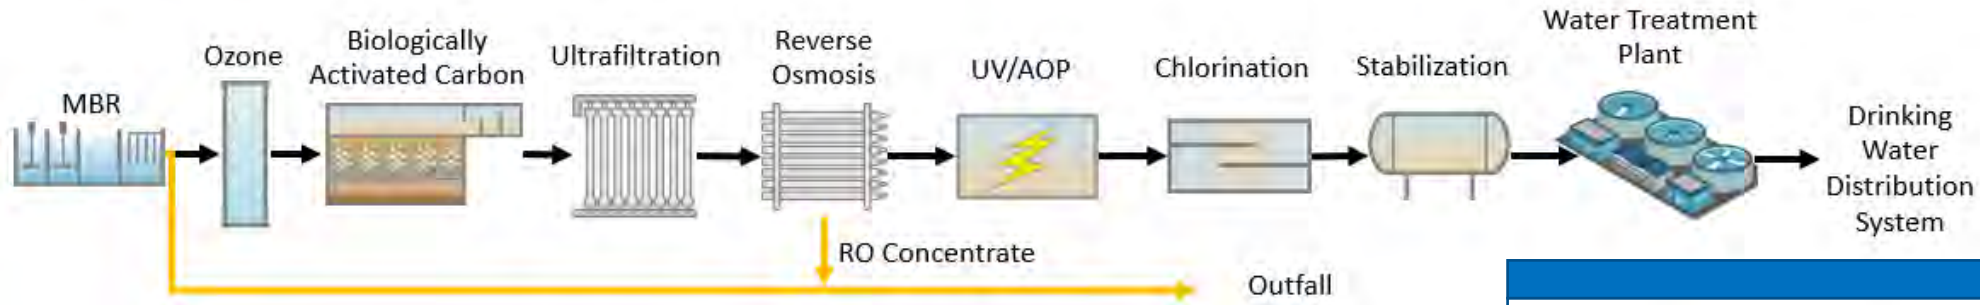 MBR
Ozone
Biologically
Activated Carbon
Ultrafiltration
Reverse
Osmosis
UV/AOP
Chlorination
Stabilization
Water Treatment
Plant
Drinking
Water
Distribution
System
RO Concentrate
Outfall